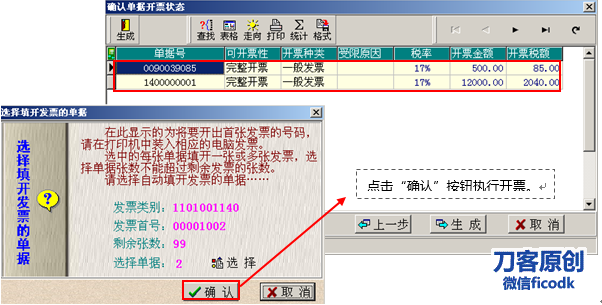 确认单据开票状态
生成 查找 表格 走向 打印 统计 格式
单据号 可开票性 开票种类 受限原因 税率 开票金额 开票税额
0090039085 完整开票 一般发票 17% 500.00 85.00
1400000001 完整开票 一般发票 17% 12000.00 2040.00
选择填开发票的单据
选择填开发票的单据
在此显示的为将要开出首张发票的号码，
请在打印机中装入相应的电脑发票。
选中的每张单据填开一张或多张发票，选
择单据张数不能超过剩余发票的张数。
请选择自动填开发票的单据……
发票类别：1101001140
发票首号：00001002
剩余张数：99
选择单据：2 选择
确认 取消
点击“确认”按钮执行开票。
上一步 生成 取消
刀客原创
微信ficodk